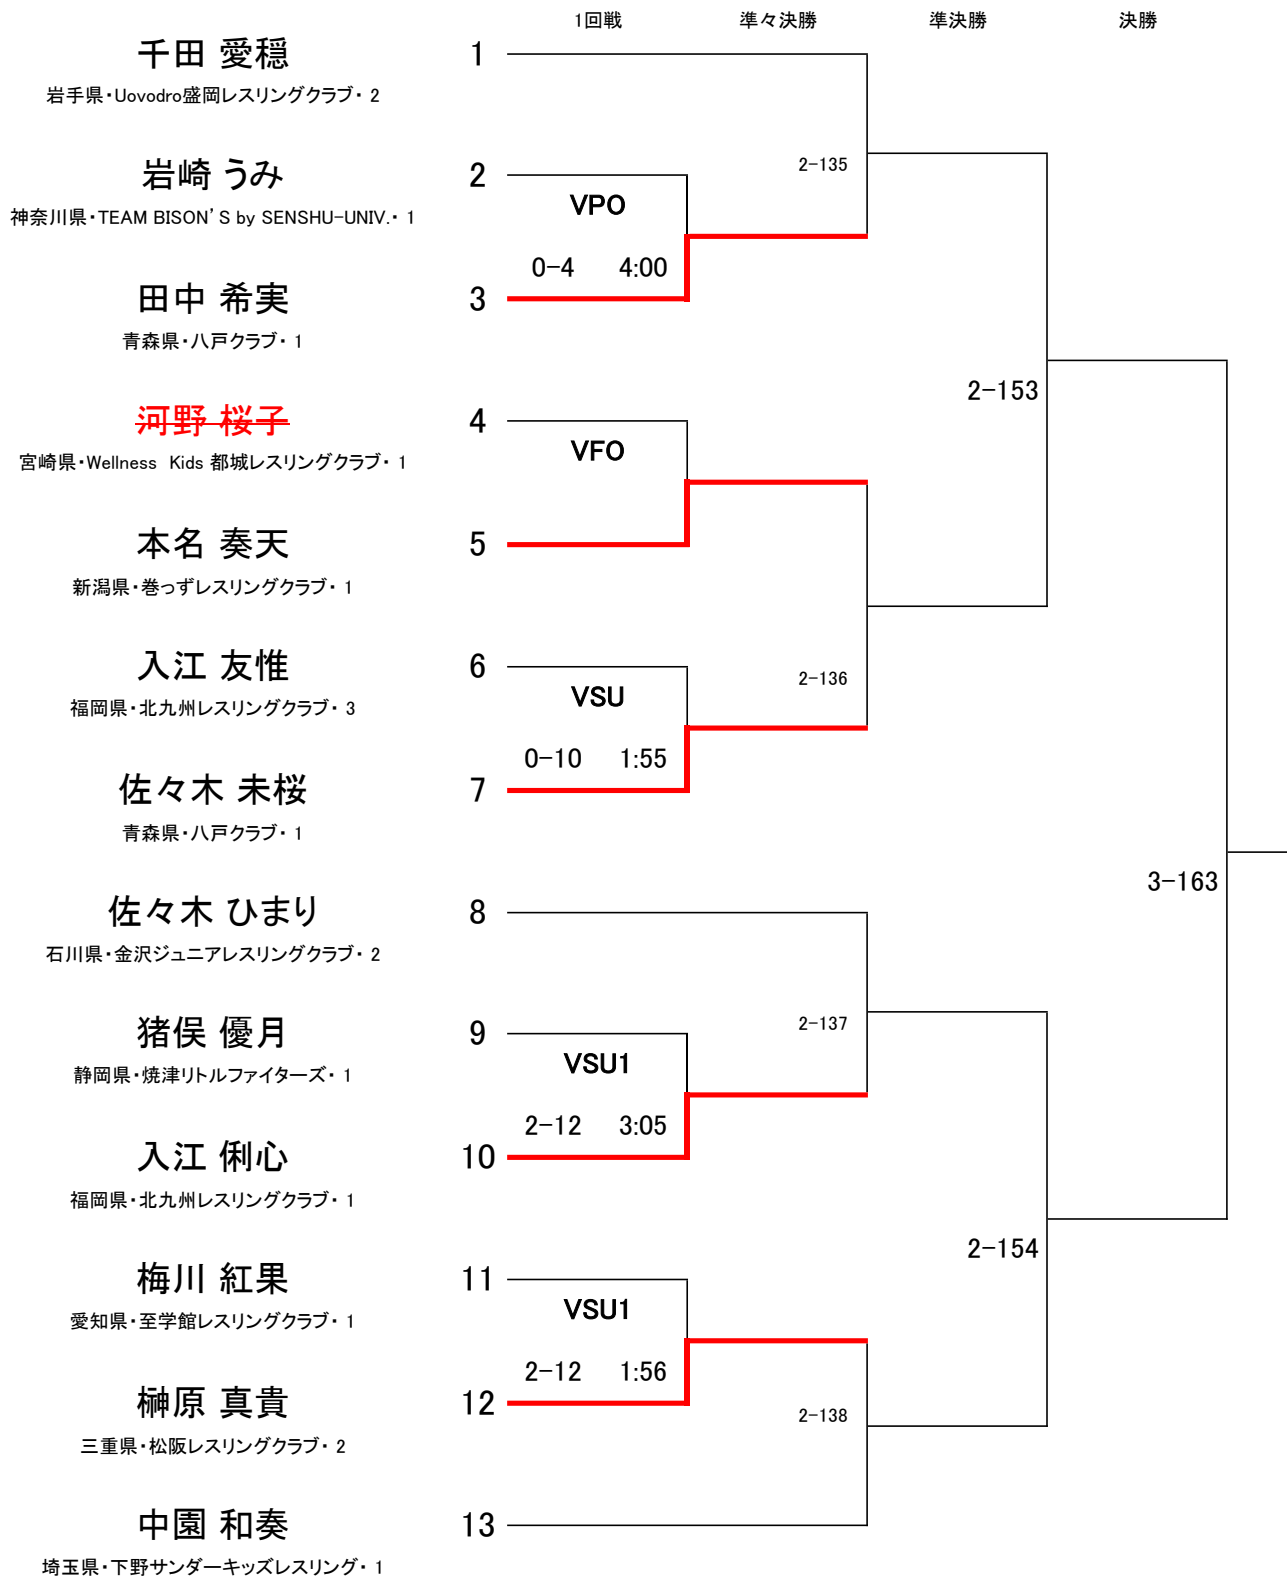 1回戦 準々決勝 準決勝 決勝
千田 愛穏 1
岩手県・Uovodro盛岡レスリングクラブ・ 2
2-135
岩崎 うみ 2
VPO
神奈川県・TEAM BISON'S by SENSHU-UNIV.・ 1
0-4 4:00
田中 希実 3
青森県・八戸クラブ・ 1
2-153
河野 桜子 4
VFO
宮崎県・Wellness Kids 都城レスリングクラブ・ 1
本名 奏天 5
新潟県・巻っずレスリングクラブ・ 1
入江 友惟 6
2-136
VSU
福岡県・北九州レスリングクラブ・ 3
0-10 1:55
佐々木 未桜 7
青森県・八戸クラブ・ 1
3-163
佐々木 ひまり 8
石川県・金沢ジュニアレスリングクラブ・ 2
2-137
猪俣 優月 9
VSU1
静岡県・焼津リトルファイターズ・ 1
2-12 3:05
入江 俐心 10
福岡県・北九州レスリングクラブ・ 1
2-154
梅川 紅果 11
VSU1
愛知県・至学館レスリングクラブ・ 1
2-12 1:56
榊原 真貴 12
2-138
三重県・松阪レスリングクラブ・ 2
中園 和奏 13
埼玉県・下野サンダーキッズレスリング・ 1